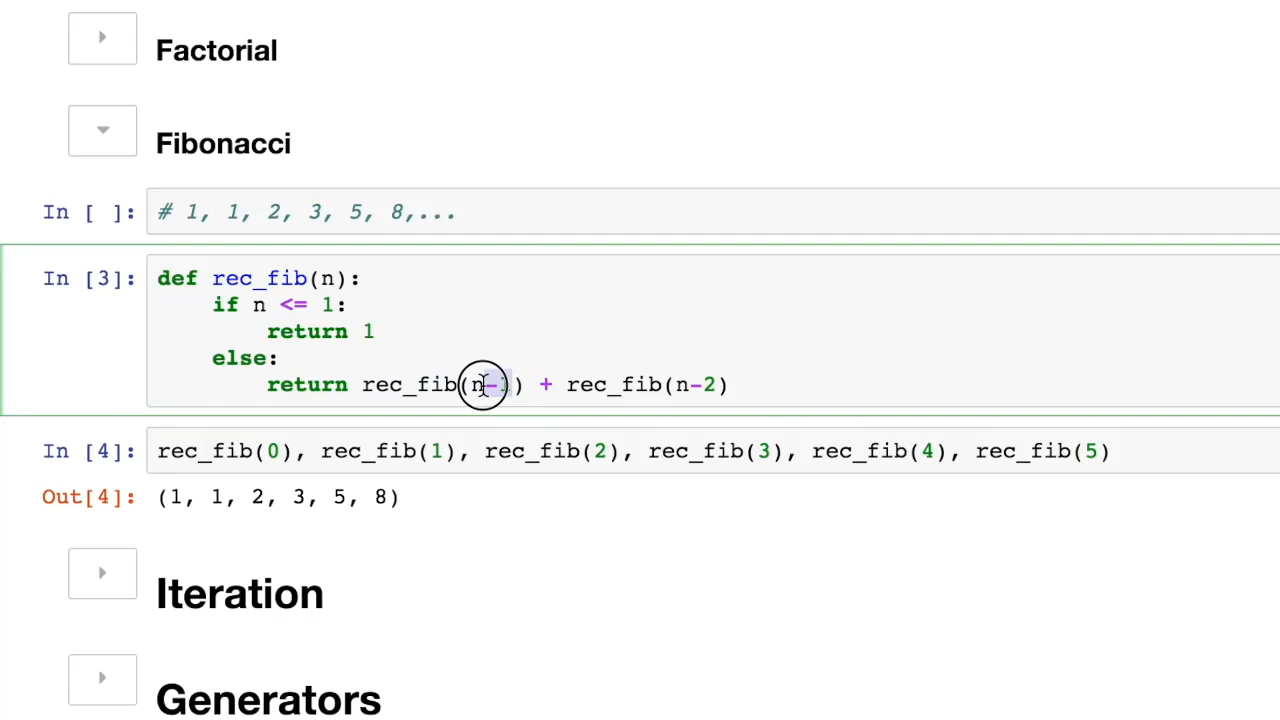 Factorial
Fibonacci
In [ ]: # 1, 1, 2, 3, 5, 8,...
In [3]: def rec_fib(n):
    if n <= 1:
        return 1
    else:
        return rec_fib(n-1) + rec_fib(n-2)
In [4]: rec_fib(0), rec_fib(1), rec_fib(2), rec_fib(3), rec_fib(4), rec_fib(5)
Out[4]: (1, 1, 2, 3, 5, 8)
Iteration
Generators